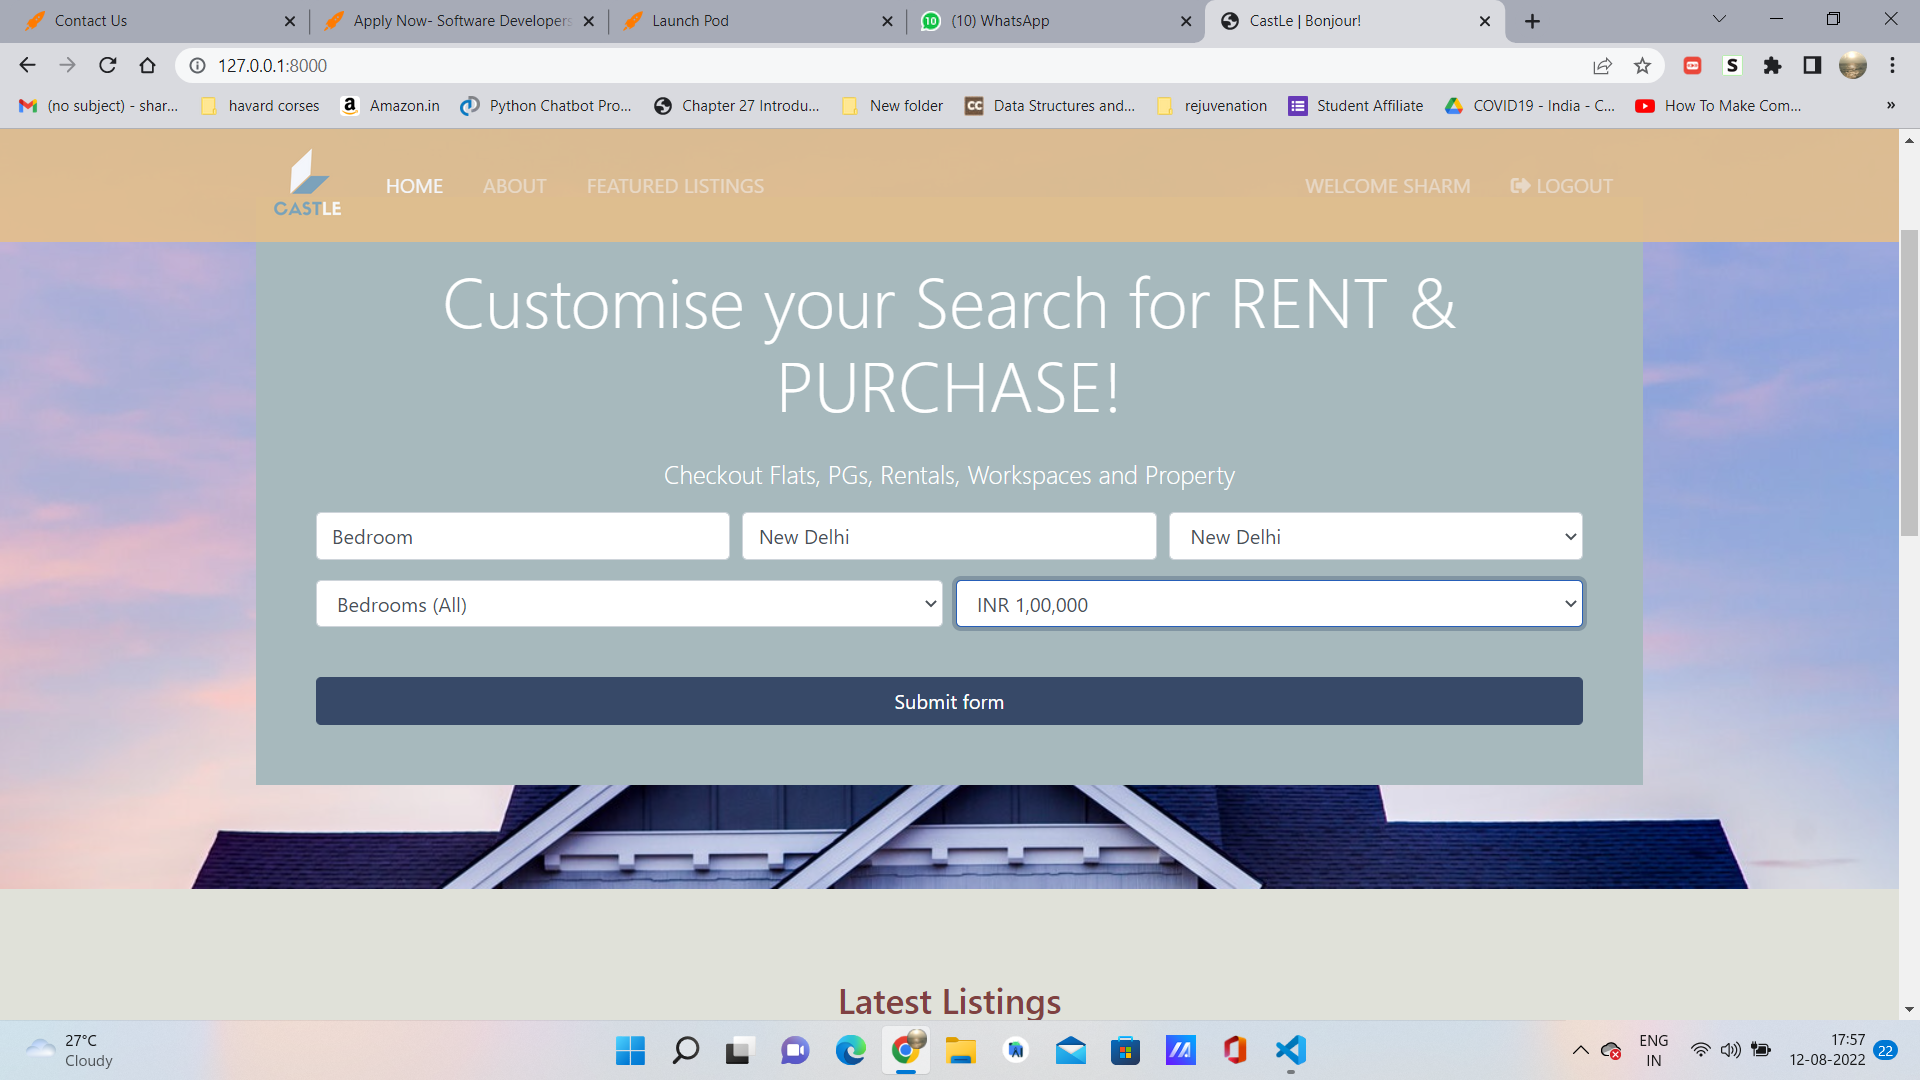 Contact Us
Apply Now- Software Developers
Launch Pod
(10) WhatsApp
CastLe | Bonjour!
127.0.0.1:8000
(no subject) - shar...
havard corses
Amazon.in
Python Chatbot Pro...
Chapter 27 Introdu...
New folder
Data Structures and...
rejuvenation
Student Affiliate
COVID19 - India - C...
How To Make Com...
»
CASTLE
HOME
ABOUT
FEATURED LISTINGS
WELCOME SHARM
LOGOUT
Customise your Search for RENT &
PURCHASE!
Checkout Flats, PGs, Rentals, Workspaces and Property
Bedroom
New Delhi
New Delhi
Bedrooms (All)
INR 1,00,000
Submit form
Latest Listings
27°C
Cloudy
ENG
IN
17:57
12-08-2022
22